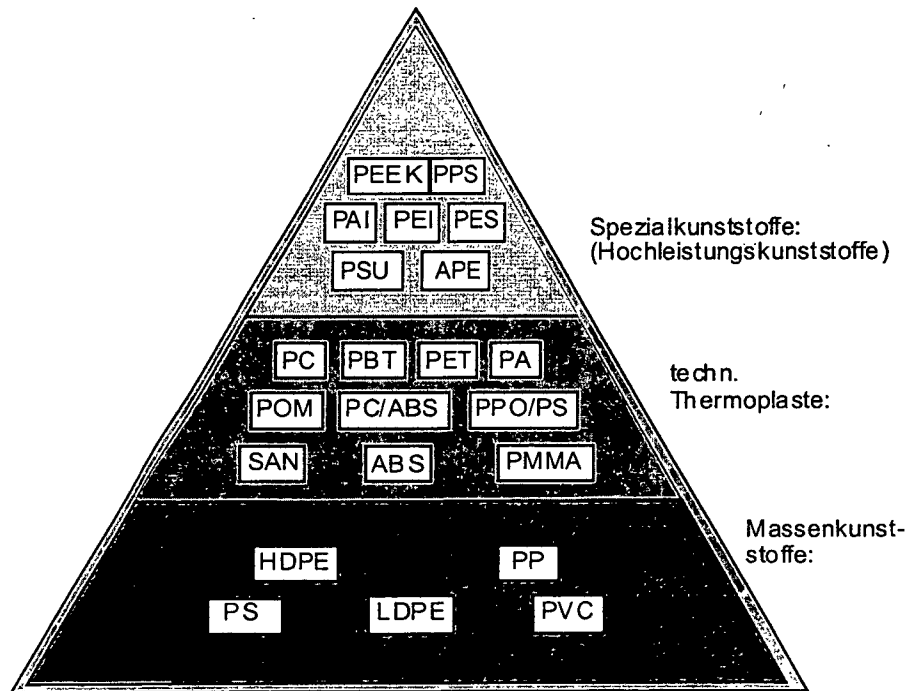 PEEK PPS
PAI PEI PES
PSU APE
Spezialkunststoffe:
(Hochleistungskunststoffe)
PC PBT PET PA
POM PC/ABS PPO/PS
SAN ABS PMMA
techn.
Thermoplaste:
HDPE PP
PS LDPE PVC
Massenkunst-
stoffe: